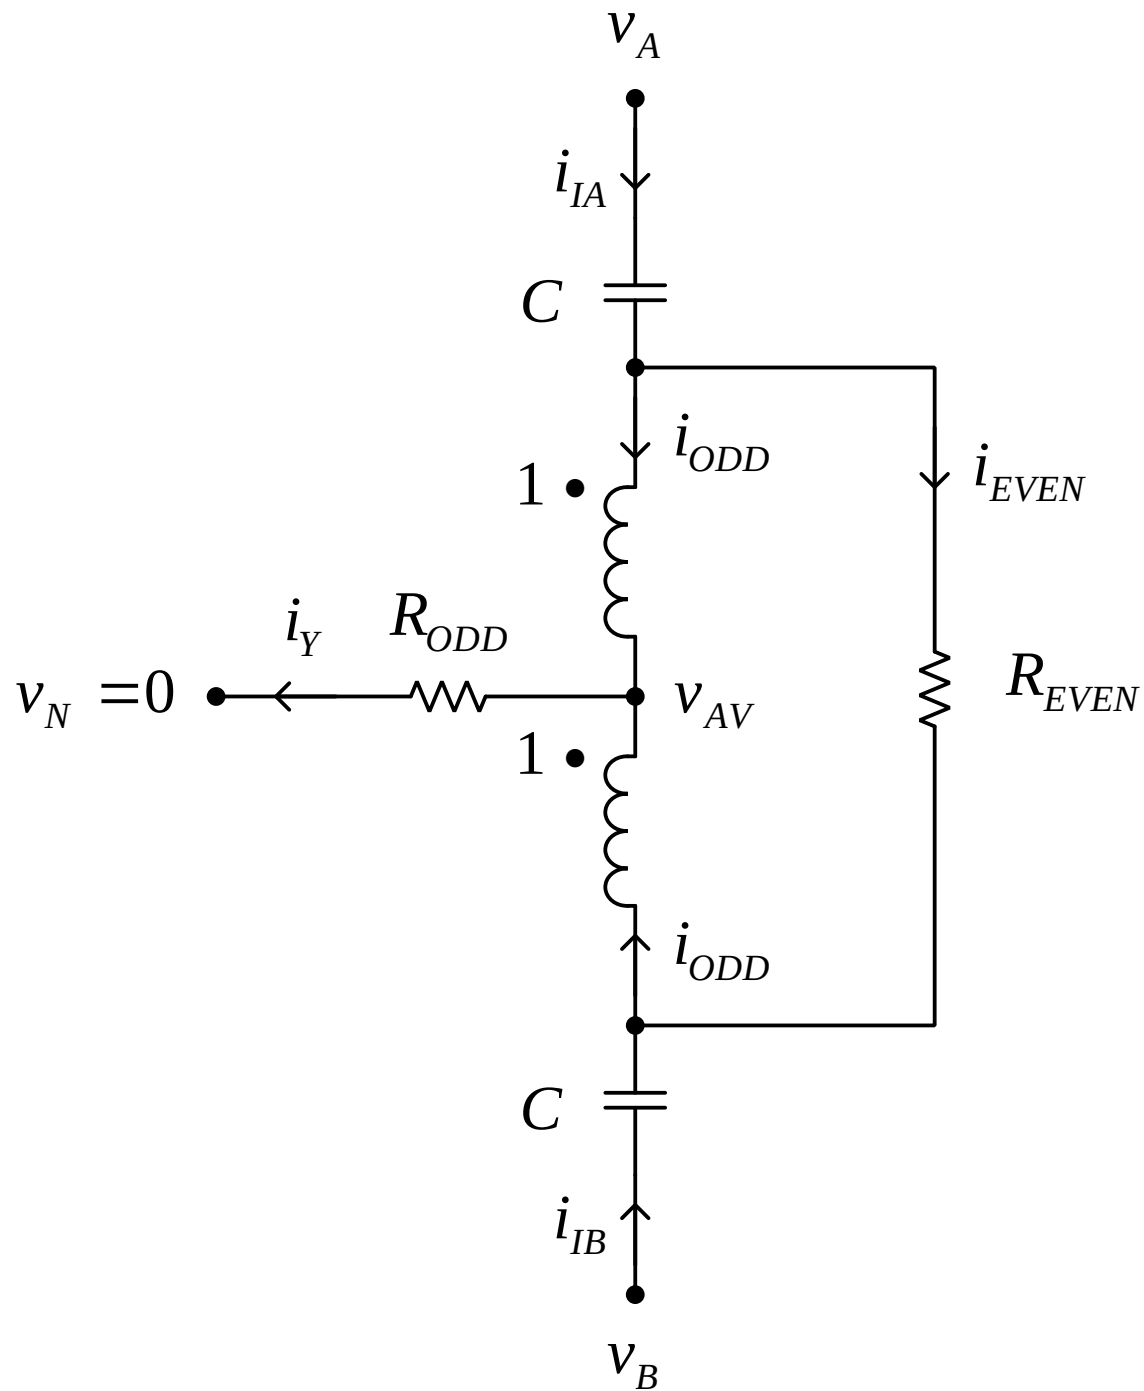 v_A
i_IA
C
i_ODD
i_EVEN
1
i_Y
R_ODD
R_EVEN
v_N =0
v_AV
1
i_ODD
C
i_IB
v_B